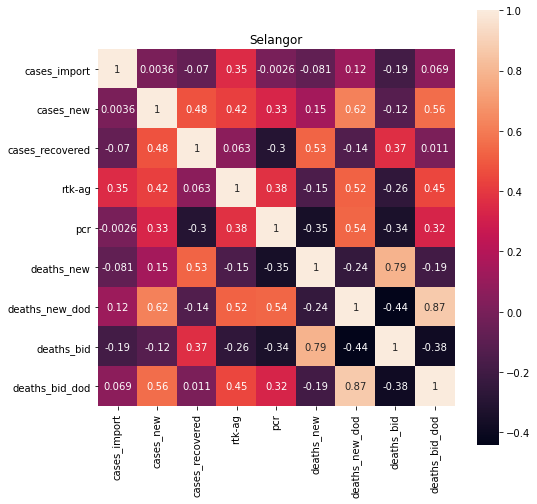 Selangor
1.0
cases_import 1 0.0036 -0.07 0.35 -0.0026 -0.081 0.12 -0.19 0.069
0.8
cases_new 0.0036 1 0.48 0.42 0.33 0.15 0.62 -0.12 0.56
cases_recovered -0.07 0.48 1 0.063 -0.3 0.53 -0.14 0.37 0.011
0.6
rtk-ag 0.35 0.42 0.063 1 0.38 -0.15 0.52 -0.26 0.45
0.4
pcr -0.0026 0.33 -0.3 0.38 1 -0.35 0.54 -0.34 0.32
0.2
deaths_new -0.081 0.15 0.53 -0.15 -0.35 1 -0.24 0.79 -0.19
0.0
deaths_new_dod 0.12 0.62 -0.14 0.52 0.54 -0.24 1 -0.44 0.87
deaths_bid -0.19 -0.12 0.37 -0.26 -0.34 0.79 -0.44 1 -0.38
−0.2
deaths_bid_dod 0.069 0.56 0.011 0.45 0.32 -0.19 0.87 -0.38 1
−0.4
cases_import
cases_new
cases_recovered
rtk-ag
pcr
deaths_new
deaths_new_dod
deaths_bid
deaths_bid_dod